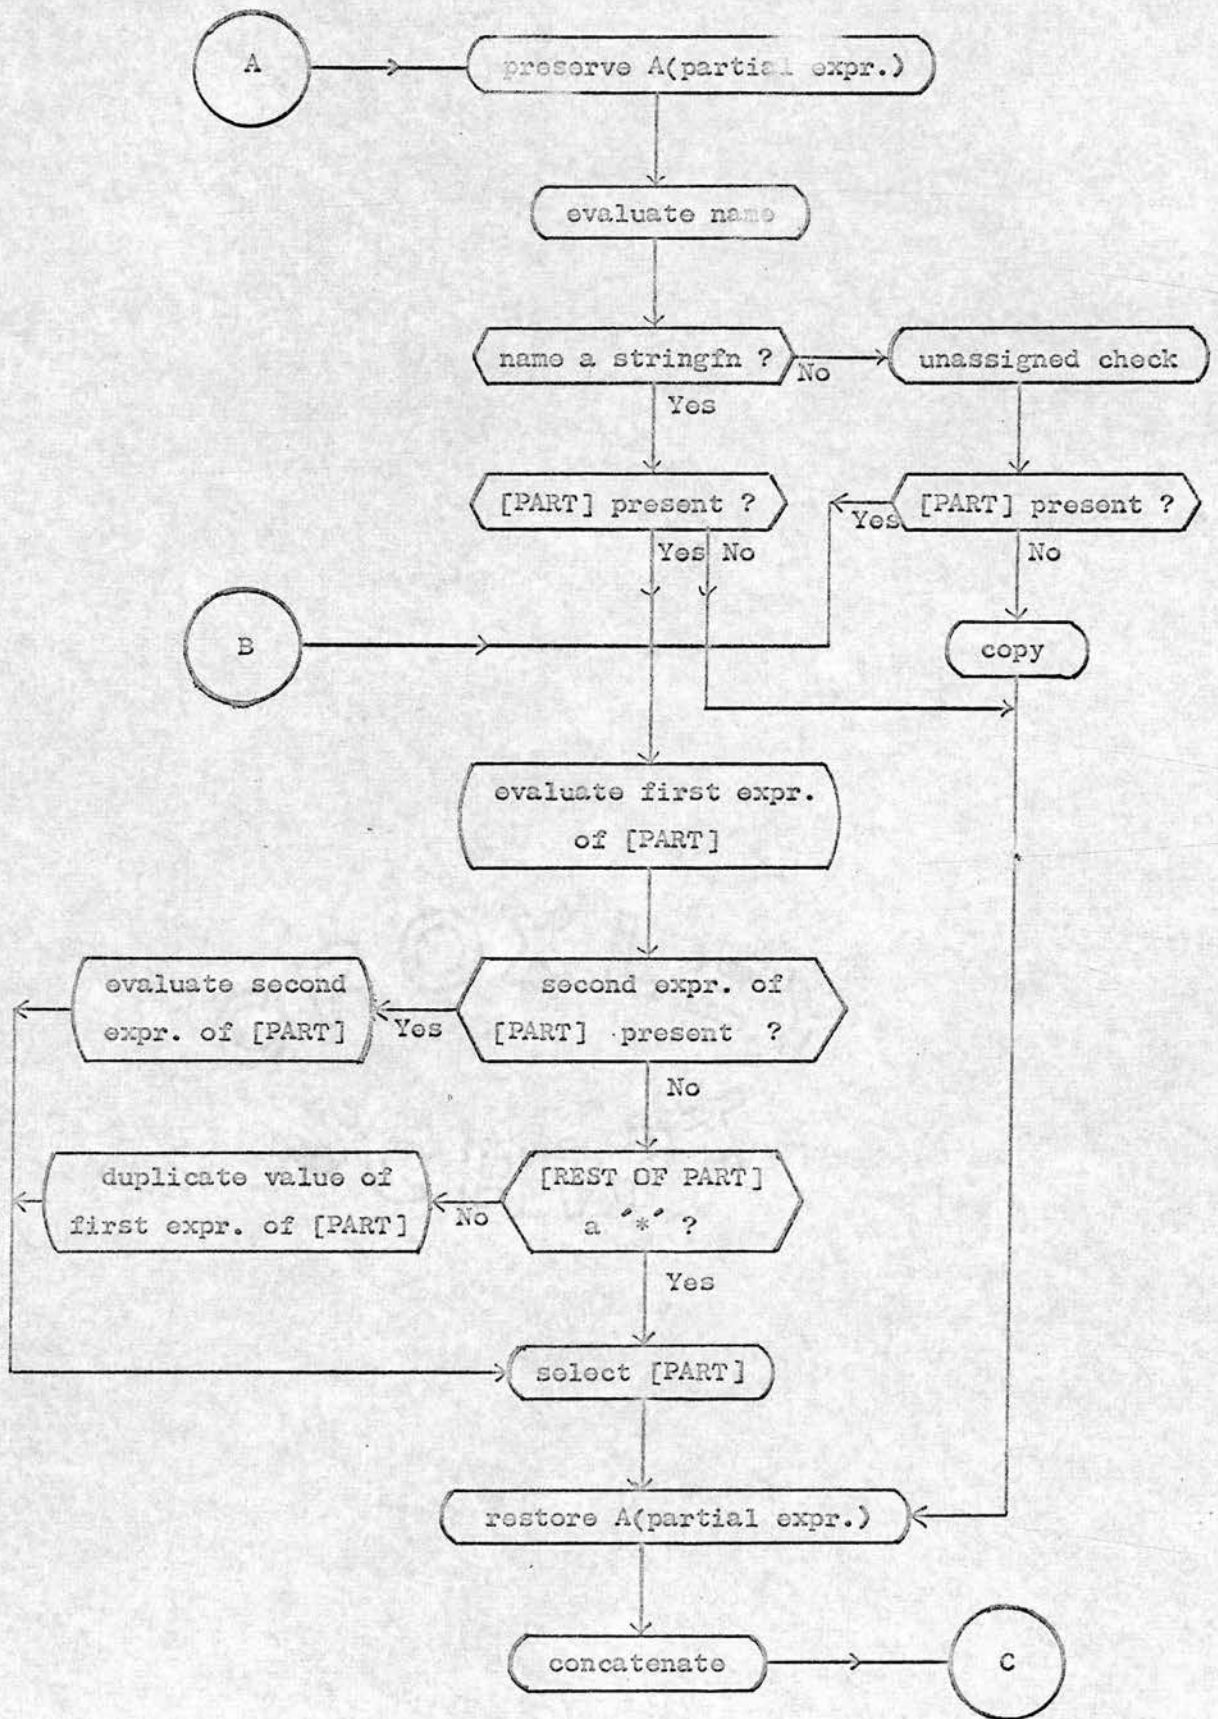 A
preserve A(partial expr.)
evaluate name
name a stringfn ?
No
unassigned check
Yes
[PART] present ?
Yes
[PART] present ?
Yes No
No
B
copy
evaluate first expr.
of [PART]
evaluate second
expr. of [PART]
Yes
second expr. of
[PART] present ?
No
duplicate value of
first expr. of [PART]
No
[REST OF PART]
a '*' ?
Yes
select [PART]
restore A(partial expr.)
concatenate
C